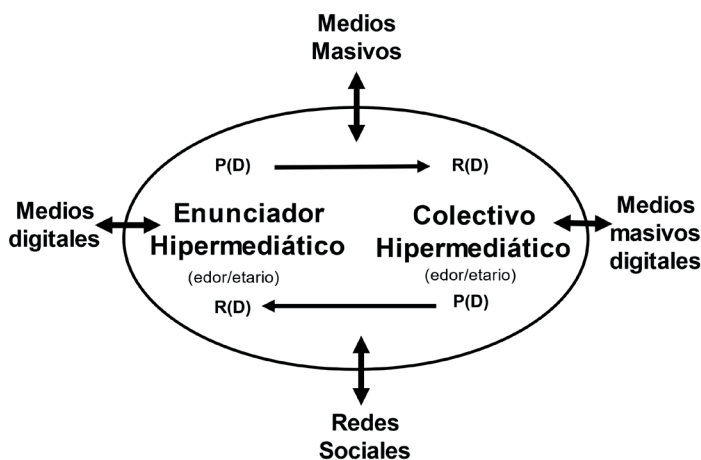 Medios
Masivos
P(D)
R(D)
Medios
digitales
Enunciador
Hipermediático
(edor/etario)
Colectivo
Hipermediático
(edor/etario)
Medios
masivos
digitales
R(D)
P(D)
Redes
Sociales